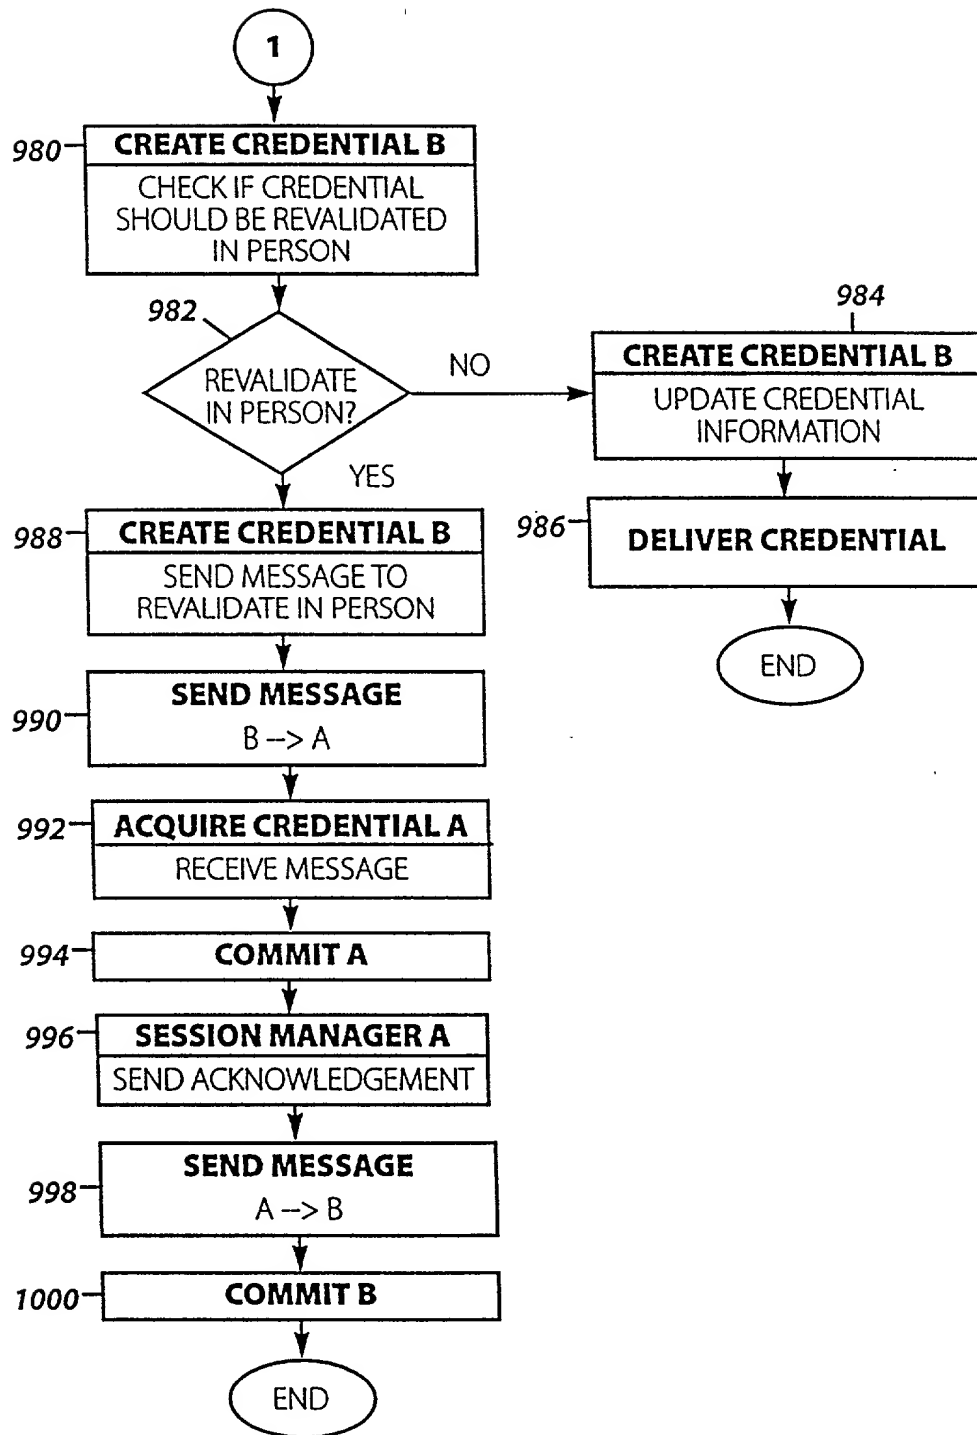 1
980
CREATE CREDENTIAL B
CHECK IF CREDENTIAL
SHOULD BE REVALIDATED
IN PERSON
982
REVALIDATE
IN PERSON?
NO
YES
984
CREATE CREDENTIAL B
UPDATE CREDENTIAL
INFORMATION
986
DELIVER CREDENTIAL
END
988
CREATE CREDENTIAL B
SEND MESSAGE TO
REVALIDATE IN PERSON
990
SEND MESSAGE
B --> A
992
ACQUIRE CREDENTIAL A
RECEIVE MESSAGE
994
COMMIT A
996
SESSION MANAGER A
SEND ACKNOWLEDGEMENT
998
SEND MESSAGE
A --> B
1000
COMMIT B
END